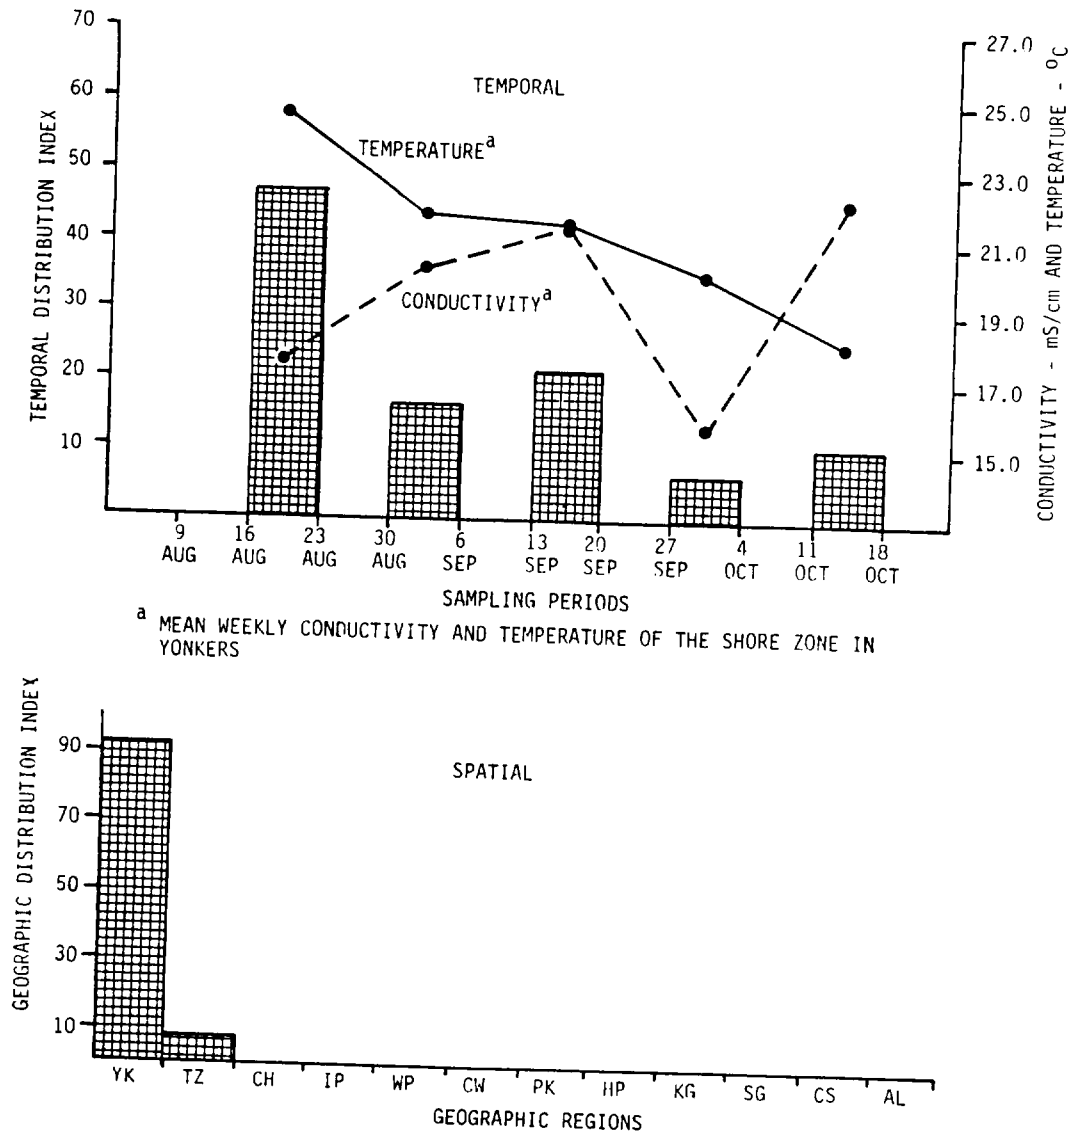 70
60
50
40
30
20
10
TEMPORAL DISTRIBUTION INDEX
TEMPORAL
TEMPERATUREa
CONDUCTIVITYa
27.0
25.0
23.0
21.0
19.0
17.0
15.0
CONDUCTIVITY - mS/cm AND TEMPERATURE - °C
9 16 23 30 6 13 20 27 4 11 18
AUG AUG AUG AUG SEP SEP SEP SEP OCT OCT OCT
SAMPLING PERIODS
a MEAN WEEKLY CONDUCTIVITY AND TEMPERATURE OF THE SHORE ZONE IN
YONKERS
GEOGRAPHIC DISTRIBUTION INDEX
90
70
50
30
10
SPATIAL
YK TZ CH IP WP CW PK HP KG SG CS AL
GEOGRAPHIC REGIONS